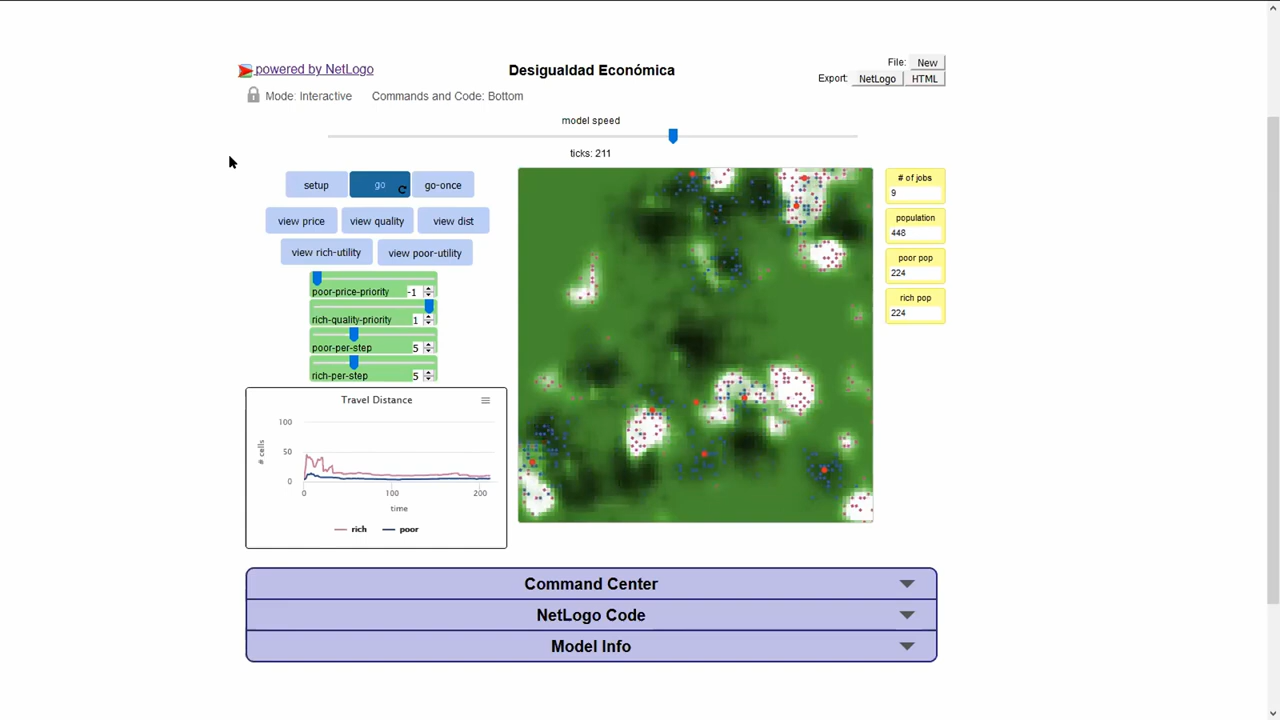 powered by NetLogo
Desigualdad Económica
File: New
Export: NetLogo HTML
Mode: Interactive
Commands and Code: Bottom
model speed
ticks: 211
setup
go
go-once
view price
view quality
view dist
view rich-utility
view poor-utility
poor-price-priority -1
rich-quality-priority 1
poor-per-step 5
rich-per-step 5
Travel Distance
# cells
100
50
0
0 100 200
time
rich poor
# of jobs
9
population
448
poor pop
224
rich pop
224
Command Center
NetLogo Code
Model Info